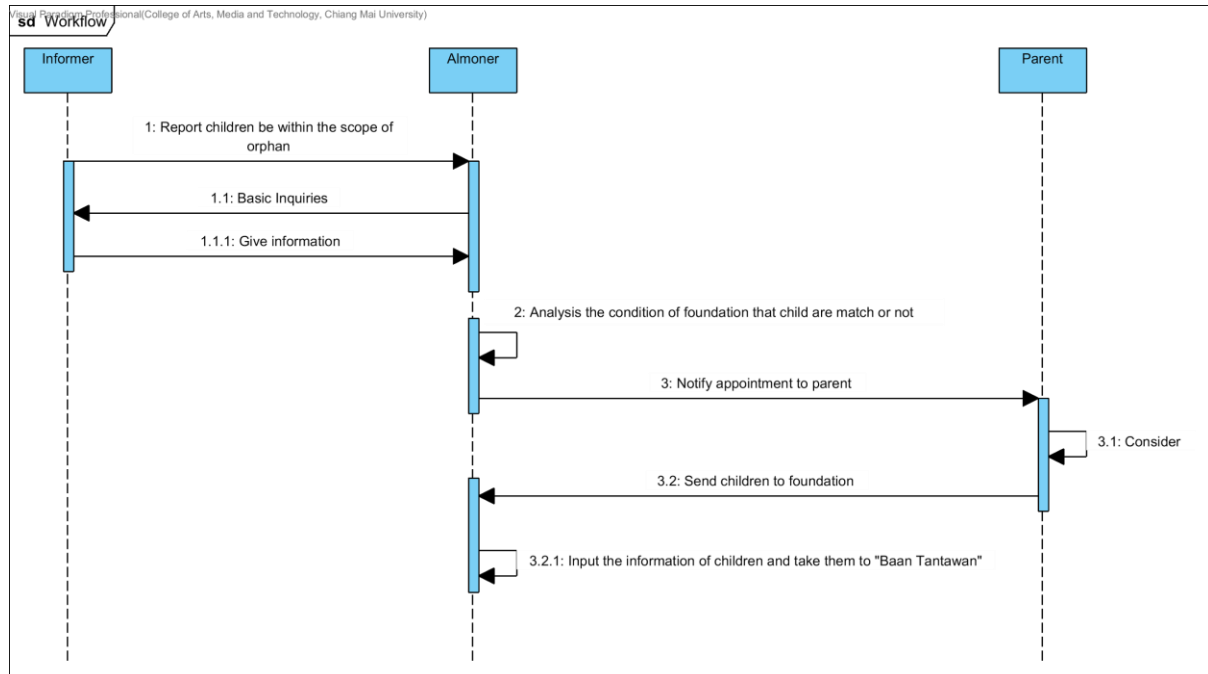 Visual Paradigm Professional(College of Arts, Media and Technology, Chiang Mai University)
sd Workflow
Informer
Almoner
Parent
1: Report children be within the scope of
orphan
1.1: Basic Inquiries
1.1.1: Give information
2: Analysis the condition of foundation that child are match or not
3: Notify appointment to parent
3.1: Consider
3.2: Send children to foundation
3.2.1: Input the information of children and take them to "Baan Tantawan"